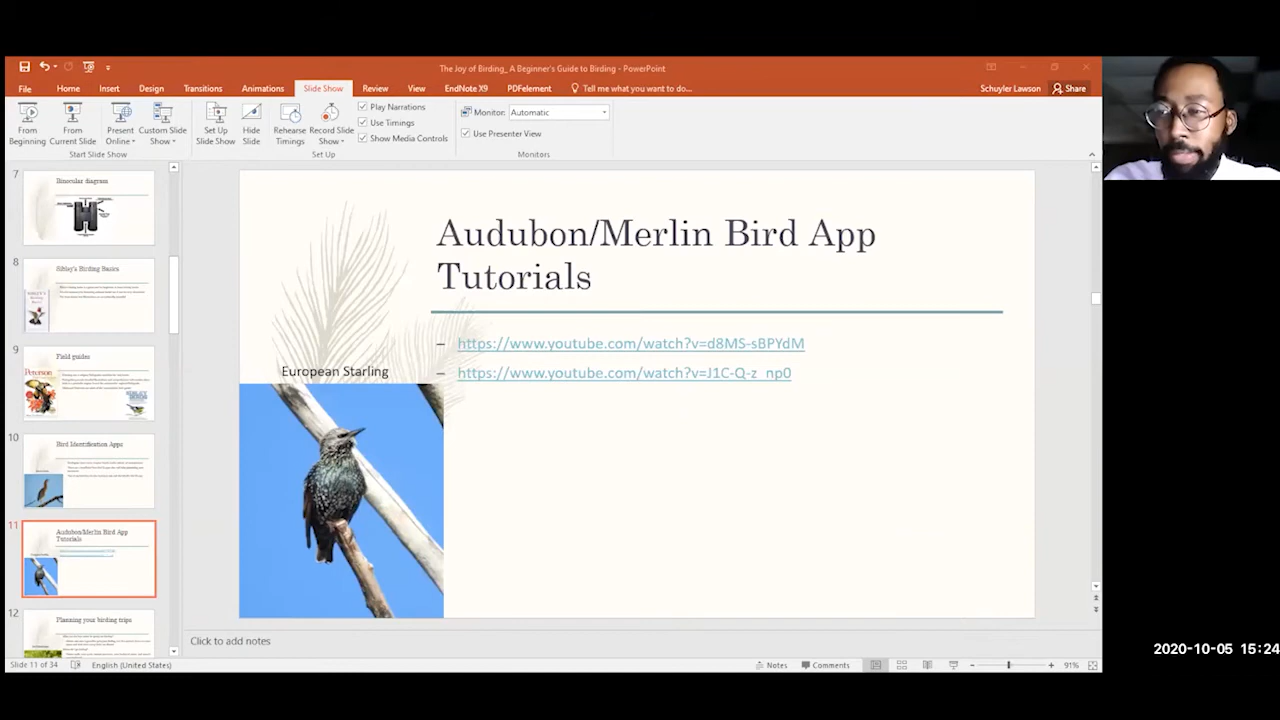 The Joy of Birding_ A Beginner's Guide to Birding - PowerPoint
File Home Insert Design Transitions Animations Slide Show Review View EndNote X9 PDFelement Tell me what you want to do... Schuyler Lawson Share
From Beginning
From Current Slide
Present Online
Custom Slide Show
Set Up Slide Show
Hide Slide
Rehearse Timings
Record Slide Show
Play Narrations
Use Timings
Show Media Controls
Monitor: Automatic
Use Presenter View
Start Slide Show
Set Up
Monitors
7
Binocular diagram
8
Sibley's Birding Basics
9
Field guides
10
Bird Identification Apps
11
Audubon/Merlin Bird App
Tutorials
12
Planning your birding trips
Audubon/Merlin Bird App
Tutorials
– https://www.youtube.com/watch?v=d8MS-sBPYdM
– https://www.youtube.com/watch?v=J1C-Q-z_np0
European Starling
Click to add notes
Slide 11 of 34 English (United States) Notes Comments 91%
2020-10-05 15:24